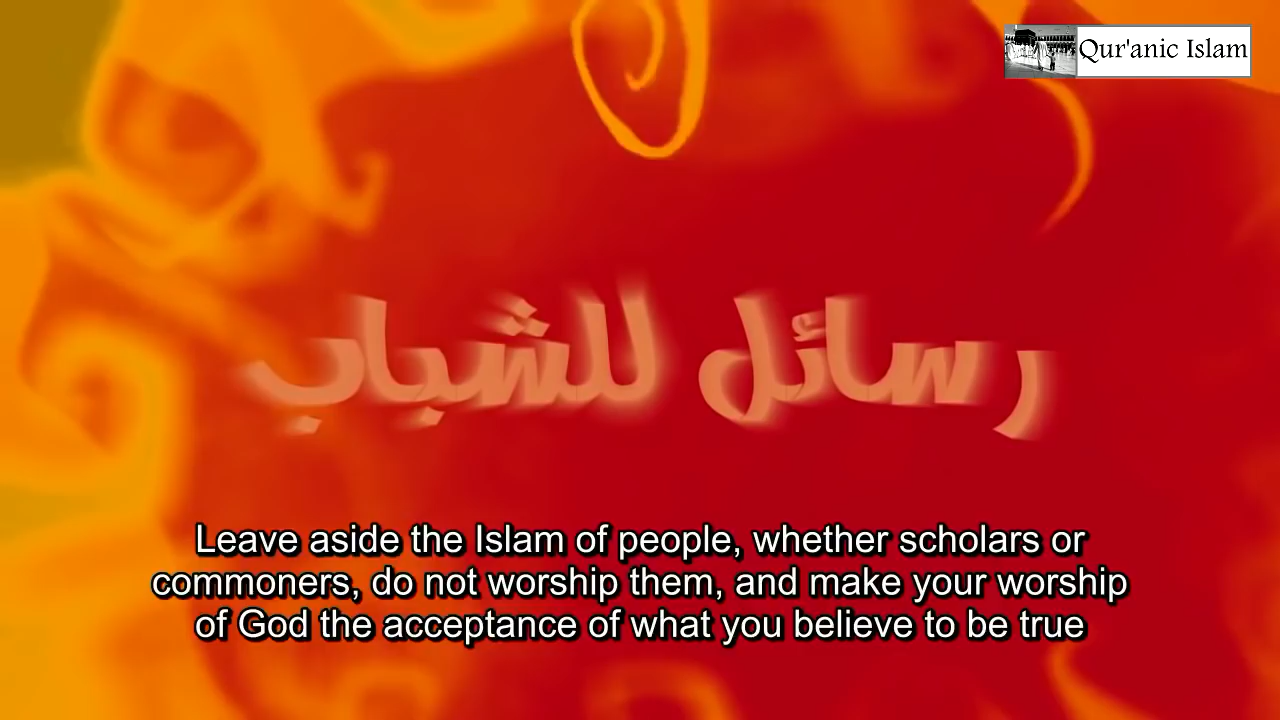 Qur'anic Islam
رسائل للشباب
Leave aside the Islam of people, whether scholars or
commoners, do not worship them, and make your worship
of God the acceptance of what you believe to be true